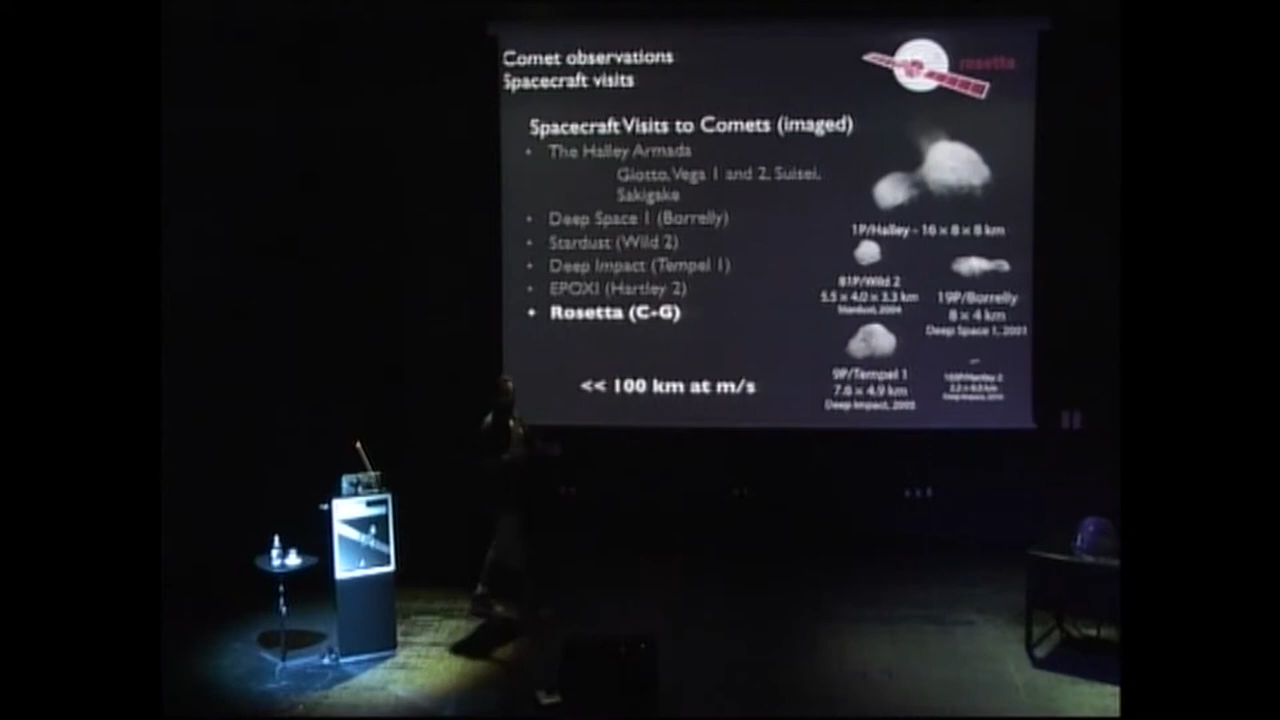 Comet observations
Spacecraft visits
rosetta
Spacecraft Visits to Comets (imaged)
• The Halley Armada
Giotto, Vega 1 and 2, Suisei,
Sakigake
• Deep Space 1 (Borrelly)
• Stardust (Wild 2)
• Deep Impact (Tempel 1)
• EPOXI (Hartley 2)
• Rosetta (C-G)
<< 100 km at m/s
1P/Halley - 16 × 8 × 8 km
81P/Wild 2
5.5 × 4.0 × 3.3 km
Stardust, 2004
19P/Borrelly
8 × 4 km
Deep Space 1, 2001
9P/Tempel 1
7.6 × 4.9 km
Deep Impact, 2005
103P/Hartley 2